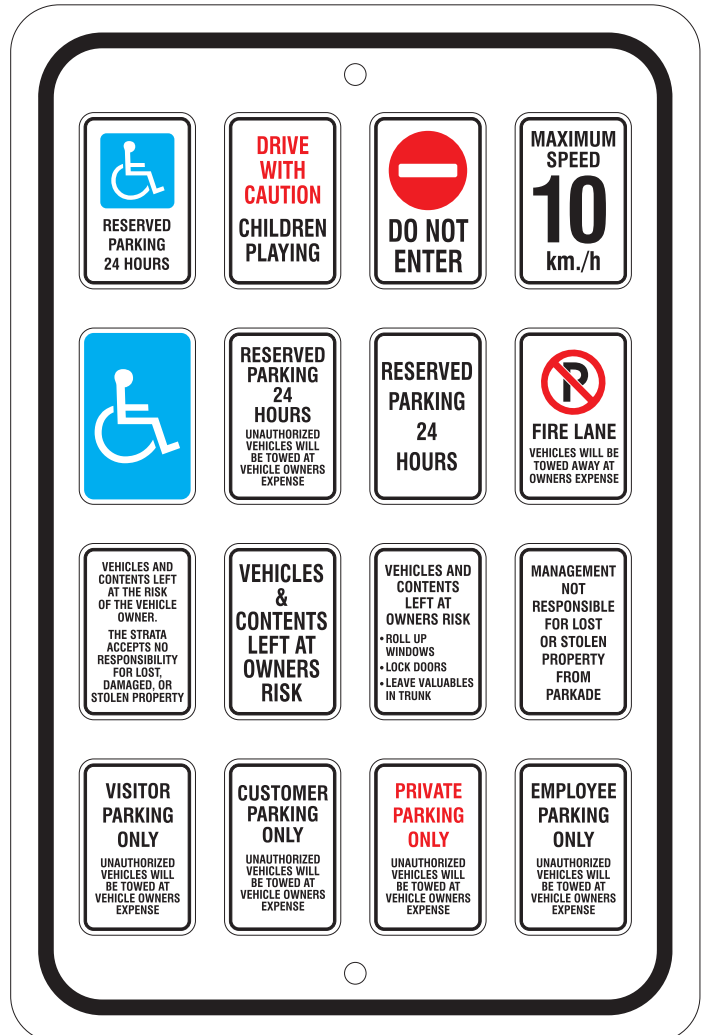 RESERVED
PARKING
24 HOURS
DRIVE
WITH
CAUTION
CHILDREN
PLAYING
DO NOT
ENTER
MAXIMUM
SPEED
10
km./h
RESERVED
PARKING
24
HOURS
UNAUTHORIZED
VEHICLES WILL
BE TOWED AT
VEHICLE OWNERS
EXPENSE
RESERVED
PARKING
24
HOURS
P
FIRE LANE
VEHICLES WILL BE
TOWED AWAY AT
OWNERS EXPENSE
VEHICLES AND
CONTENTS LEFT
AT THE RISK
OF THE VEHICLE
OWNER.
THE STRATA
ACCEPTS NO
RESPONSIBILITY
FOR LOST,
DAMAGED, OR
STOLEN PROPERTY
VEHICLES
&
CONTENTS
LEFT AT
OWNERS
RISK
VEHICLES AND
CONTENTS
LEFT AT
OWNERS RISK
• ROLL UP
WINDOWS
• LOCK DOORS
• LEAVE VALUABLES
IN TRUNK
MANAGEMENT
NOT
RESPONSIBLE
FOR LOST
OR STOLEN
PROPERTY
FROM
PARKADE
VISITOR
PARKING
ONLY
UNAUTHORIZED
VEHICLES WILL
BE TOWED AT
VEHICLE OWNERS
EXPENSE
CUSTOMER
PARKING
ONLY
UNAUTHORIZED
VEHICLES WILL
BE TOWED AT
VEHICLE OWNERS
EXPENSE
PRIVATE
PARKING
ONLY
UNAUTHORIZED
VEHICLES WILL
BE TOWED AT
VEHICLE OWNERS
EXPENSE
EMPLOYEE
PARKING
ONLY
UNAUTHORIZED
VEHICLES WILL
BE TOWED AT
VEHICLE OWNERS
EXPENSE